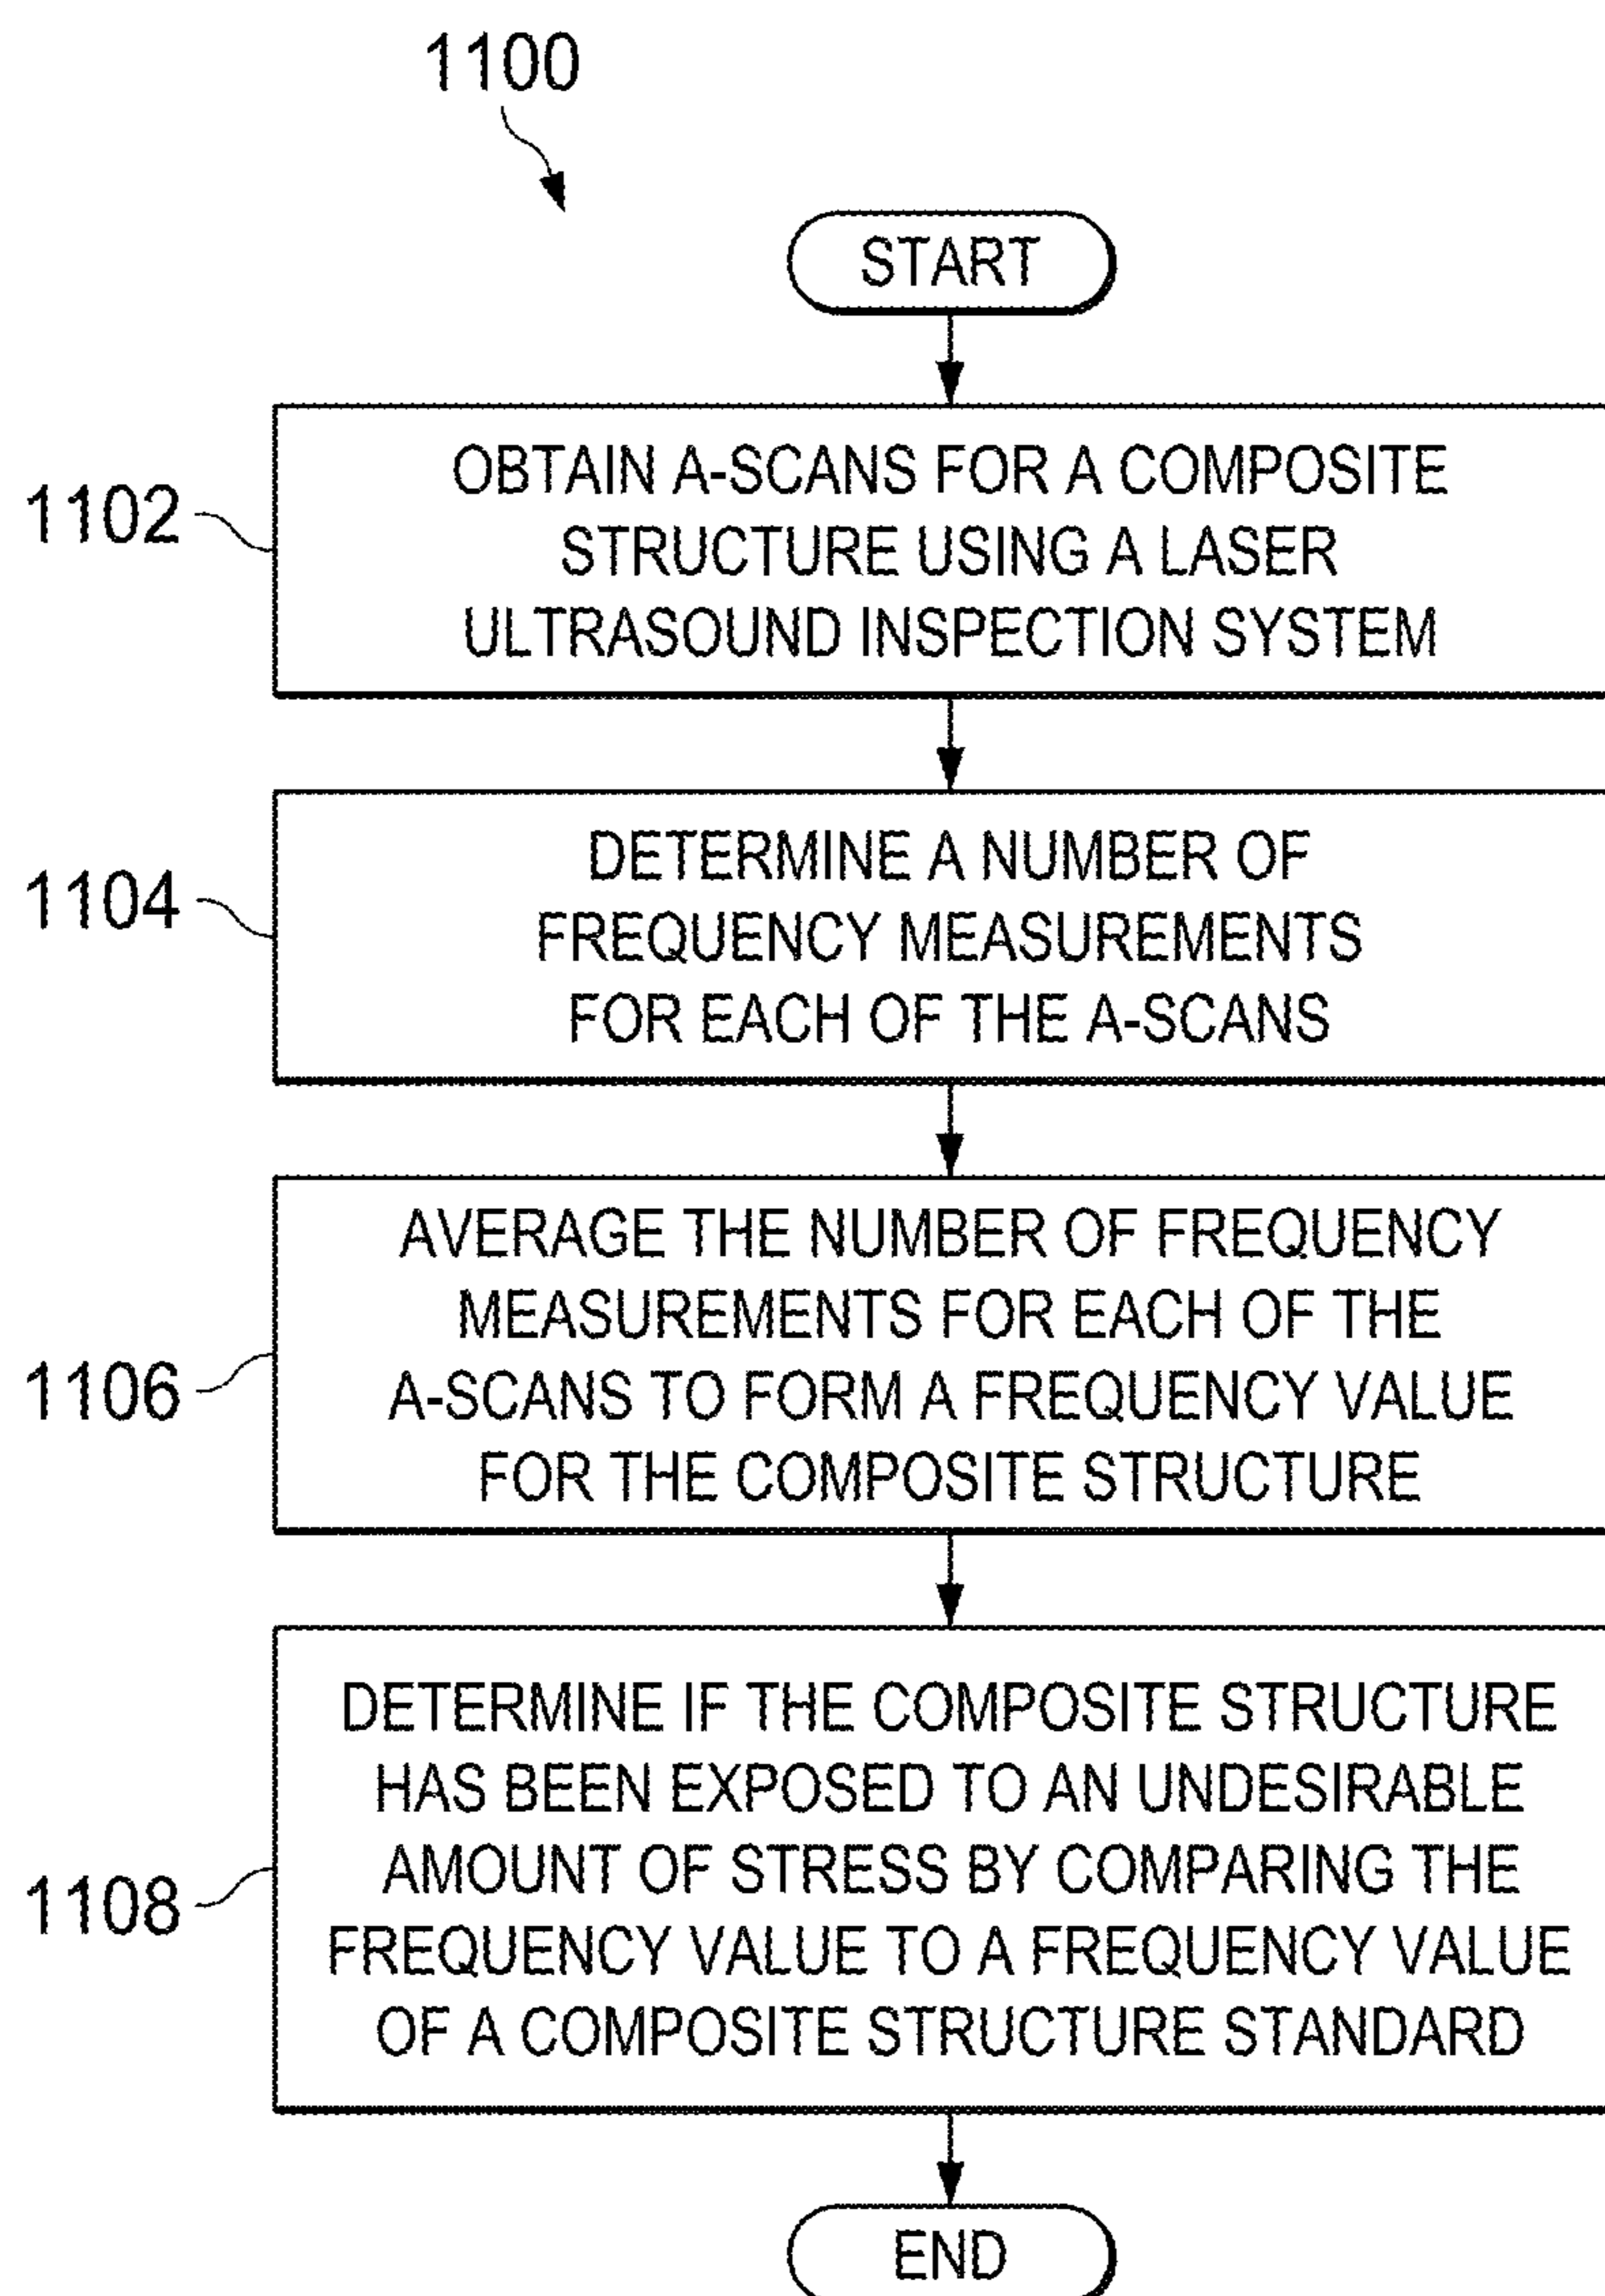 1100
START
1102
OBTAIN A-SCANS FOR A COMPOSITE
STRUCTURE USING A LASER
ULTRASOUND INSPECTION SYSTEM
1104
DETERMINE A NUMBER OF
FREQUENCY MEASUREMENTS
FOR EACH OF THE A-SCANS
1106
AVERAGE THE NUMBER OF FREQUENCY
MEASUREMENTS FOR EACH OF THE
A-SCANS TO FORM A FREQUENCY VALUE
FOR THE COMPOSITE STRUCTURE
1108
DETERMINE IF THE COMPOSITE STRUCTURE
HAS BEEN EXPOSED TO AN UNDESIRABLE
AMOUNT OF STRESS BY COMPARING THE
FREQUENCY VALUE TO A FREQUENCY VALUE
OF A COMPOSITE STRUCTURE STANDARD
END